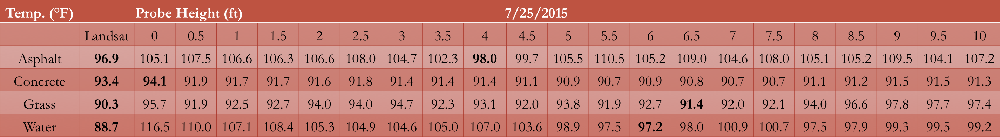 Temp. (°F) Probe Height (ft) 7/25/2015
Landsat 0 0.5 1 1.5 2 2.5 3 3.5 4 4.5 5 5.5 6 6.5 7 7.5 8 8.5 9 9.5 10
Asphalt 96.9 105.1 107.5 106.6 106.3 106.6 108.0 104.7 102.3 98.0 99.7 105.5 110.5 105.2 109.0 104.6 108.0 105.1 105.2 109.5 104.1 107.2
Concrete 93.4 94.1 91.9 91.7 91.7 91.6 91.8 91.4 91.4 91.4 91.1 90.9 90.7 90.9 90.8 90.7 90.7 91.1 91.2 91.5 91.5 91.3
Grass 90.3 95.7 91.9 92.5 92.7 94.0 94.0 94.7 92.3 93.1 92.0 93.8 91.9 92.7 91.4 92.0 92.1 94.0 96.6 97.8 97.7 97.4
Water 88.7 116.5 110.0 107.1 108.4 105.3 104.9 104.6 105.0 107.0 103.6 98.9 97.5 97.2 98.0 100.9 100.7 97.5 97.9 99.3 99.5 99.2